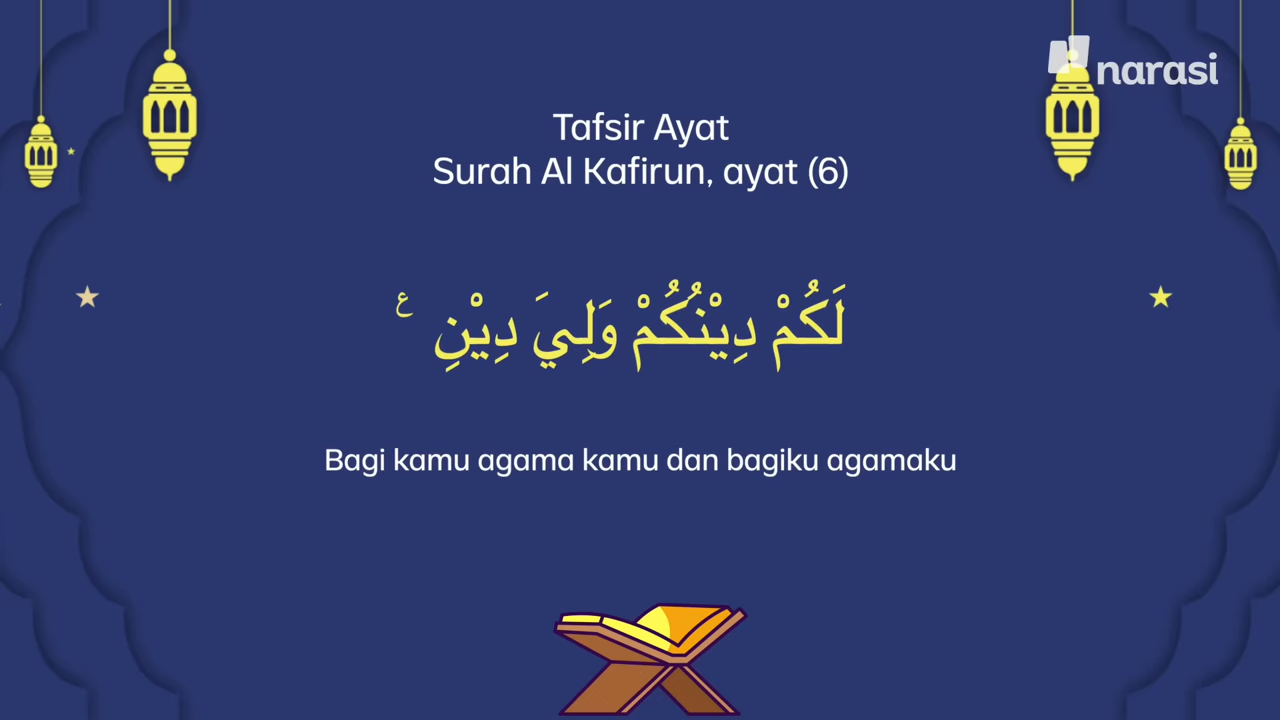 narasi
Tafsir Ayat
Surah Al Kafirun, ayat (6)
لَكُمْ دِيْنُكُمْ وَلِيَ دِيْنِ ࣖ
Bagi kamu agama kamu dan bagiku agamaku